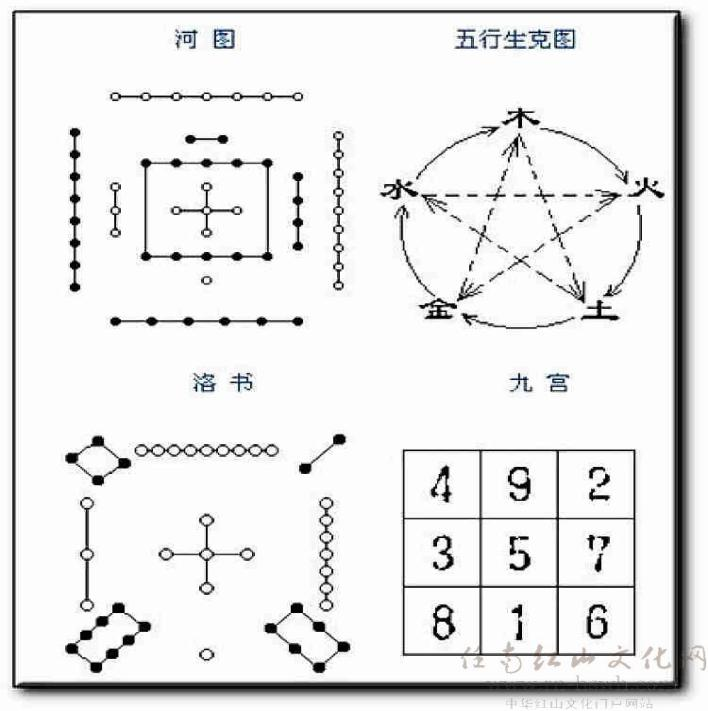 河 图
五行生克图
木
水
火
金
土
洛 书
九 宫
4 9 2
3 5 7
8 1 6
红山文化网
中华红山文化门户网站